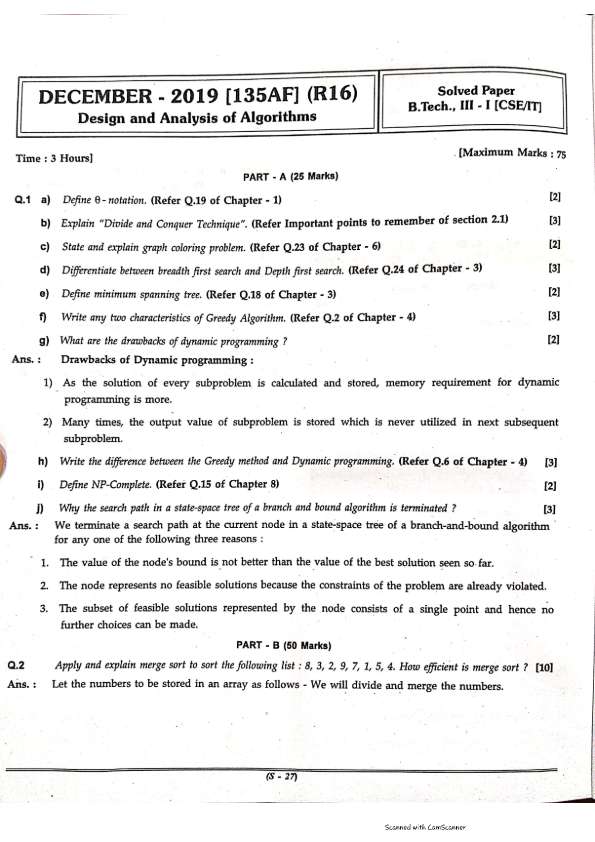 DECEMBER - 2019 [135AF] (R16)
Design and Analysis of Algorithms
Solved Paper
B.Tech., III - I [CSE/IT]
Time : 3 Hours]
[Maximum Marks : 75
PART - A (25 Marks)
Q.1 a) Define θ - notation. (Refer Q.19 of Chapter - 1) [2]
b) Explain "Divide and Conquer Technique". (Refer Important points to remember of section 2.1) [3]
c) State and explain graph coloring problem. (Refer Q.23 of Chapter - 6) [2]
d) Differentiate between breadth first search and Depth first search. (Refer Q.24 of Chapter - 3) [3]
e) Define minimum spanning tree. (Refer Q.18 of Chapter - 3) [2]
f) Write any two characteristics of Greedy Algorithm. (Refer Q.2 of Chapter - 4) [3]
g) What are the drawbacks of dynamic programming ? [2]
Ans. : Drawbacks of Dynamic programming :
1) As the solution of every subproblem is calculated and stored, memory requirement for dynamic
programming is more.
2) Many times, the output value of subproblem is stored which is never utilized in next subsequent
subproblem.
h) Write the difference between the Greedy method and Dynamic programming. (Refer Q.6 of Chapter - 4) [3]
i) Define NP-Complete. (Refer Q.15 of Chapter 8) [2]
j) Why the search path in a state-space tree of a branch and bound algorithm is terminated ? [3]
Ans. : We terminate a search path at the current node in a state-space tree of a branch-and-bound algorithm
for any one of the following three reasons :
1. The value of the node's bound is not better than the value of the best solution seen so far.
2. The node represents no feasible solutions because the constraints of the problem are already violated.
3. The subset of feasible solutions represented by the node consists of a single point and hence no
further choices can be made.
PART - B (50 Marks)
Q.2 Apply and explain merge sort to sort the following list : 8, 3, 2, 9, 7, 1, 5, 4. How efficient is merge sort ? [10]
Ans. : Let the numbers to be stored in an array as follows - We will divide and merge the numbers.
(S - 27)
Scanned with CamScanner